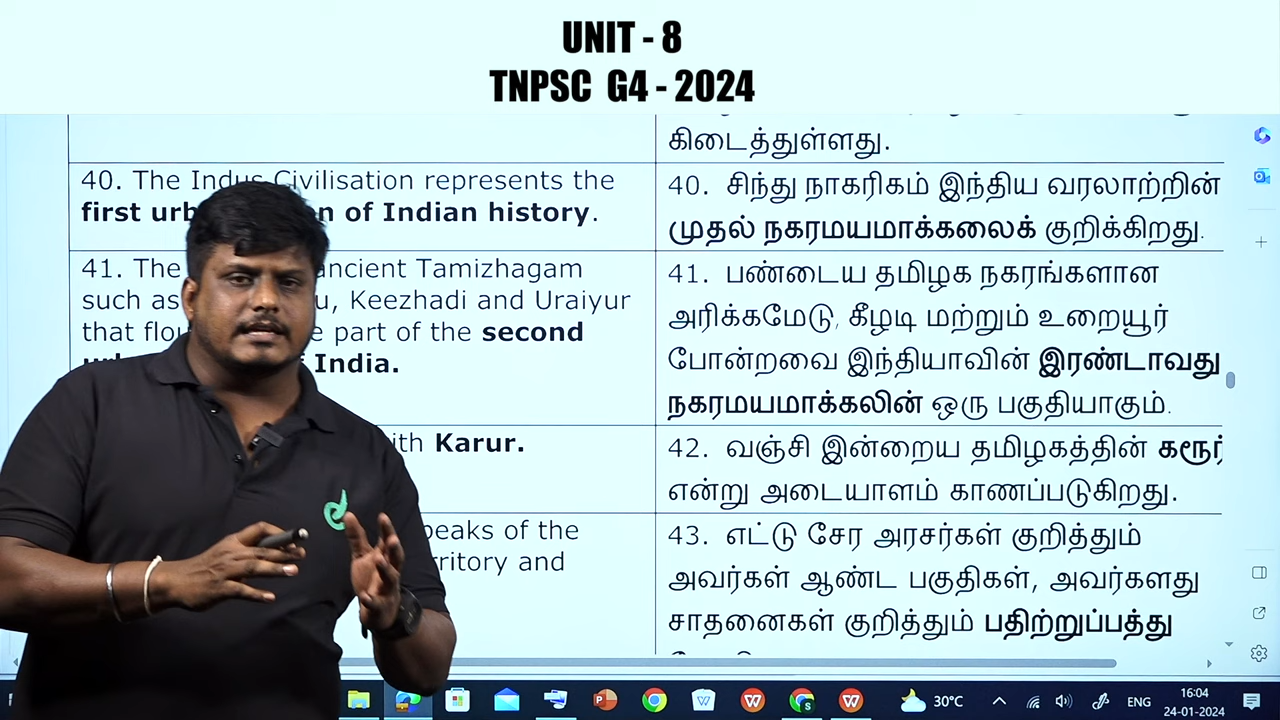 UNIT - 8
TNPSC G4 - 2024
கிடைத்துள்ளது.
40. The Indus Civilisation represents the
first of Indian history.
40. சிந்து நாகரிகம் இந்திய வரலாற்றின்
முதல் நகரமயமாக்கலைக் குறிக்கிறது.
41. The ancient Tamizhagam
such as Keezhadi and Uraiyur
that part of the second
India.
41. பண்டைய தமிழக நகரங்களான
அரிக்கமேடு, கீழடி மற்றும் உறையூர்
போன்றவை இந்தியாவின் இரண்டாவது
நகரமயமாக்கலின் ஒரு பகுதியாகும்.
Karur.
42. வஞ்சி இன்றைய தமிழகத்தின் கரூர்
என்று அடையாளம் காணப்படுகிறது.
of the
and
43. எட்டு சேர அரசர்கள் குறித்தும்
அவர்கள் ஆண்ட பகுதிகள், அவர்களது
சாதனைகள் குறித்தும் பதிற்றுப்பத்து
30°C
ENG
16:04
24-01-2024